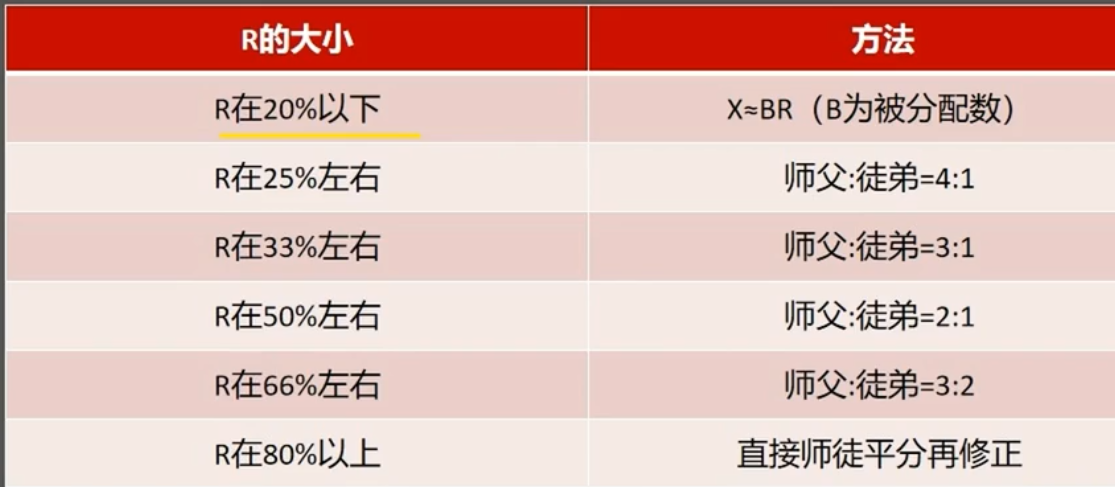 R的大小 方法
R在20%以下 X≈BR（B为被分配数）
R在25%左右 师父:徒弟=4:1
R在33%左右 师父:徒弟=3:1
R在50%左右 师父:徒弟=2:1
R在66%左右 师父:徒弟=3:2
R在80%以上 直接师徒平分再修正